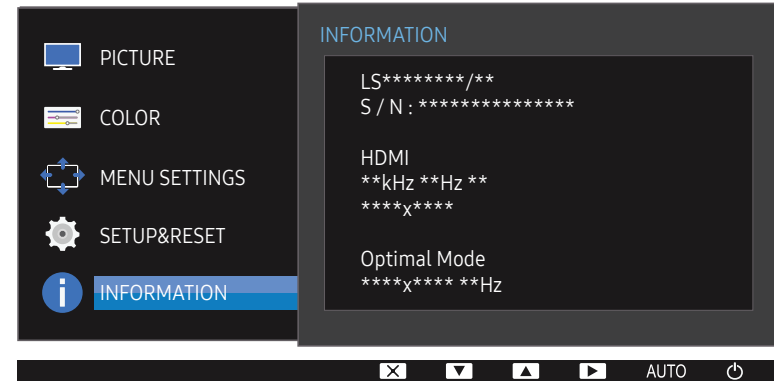 PICTURE
COLOR
MENU SETTINGS
SETUP&RESET
INFORMATION
INFORMATION
LS********/**
S / N : ***************
HDMI
**kHz **Hz **
****x****
Optimal Mode
****x**** **Hz
AUTO